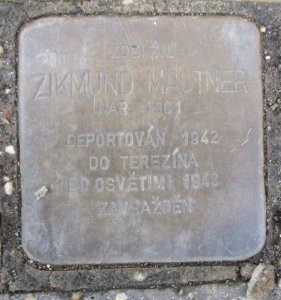 ZDE ŽIL
ZIKMUND MAUTNER
NAR. 1901
DEPORTOVÁN 1942
DO TEREZÍNA
DO OSVĚTIMI 1943
ZAVRAŽDĚN